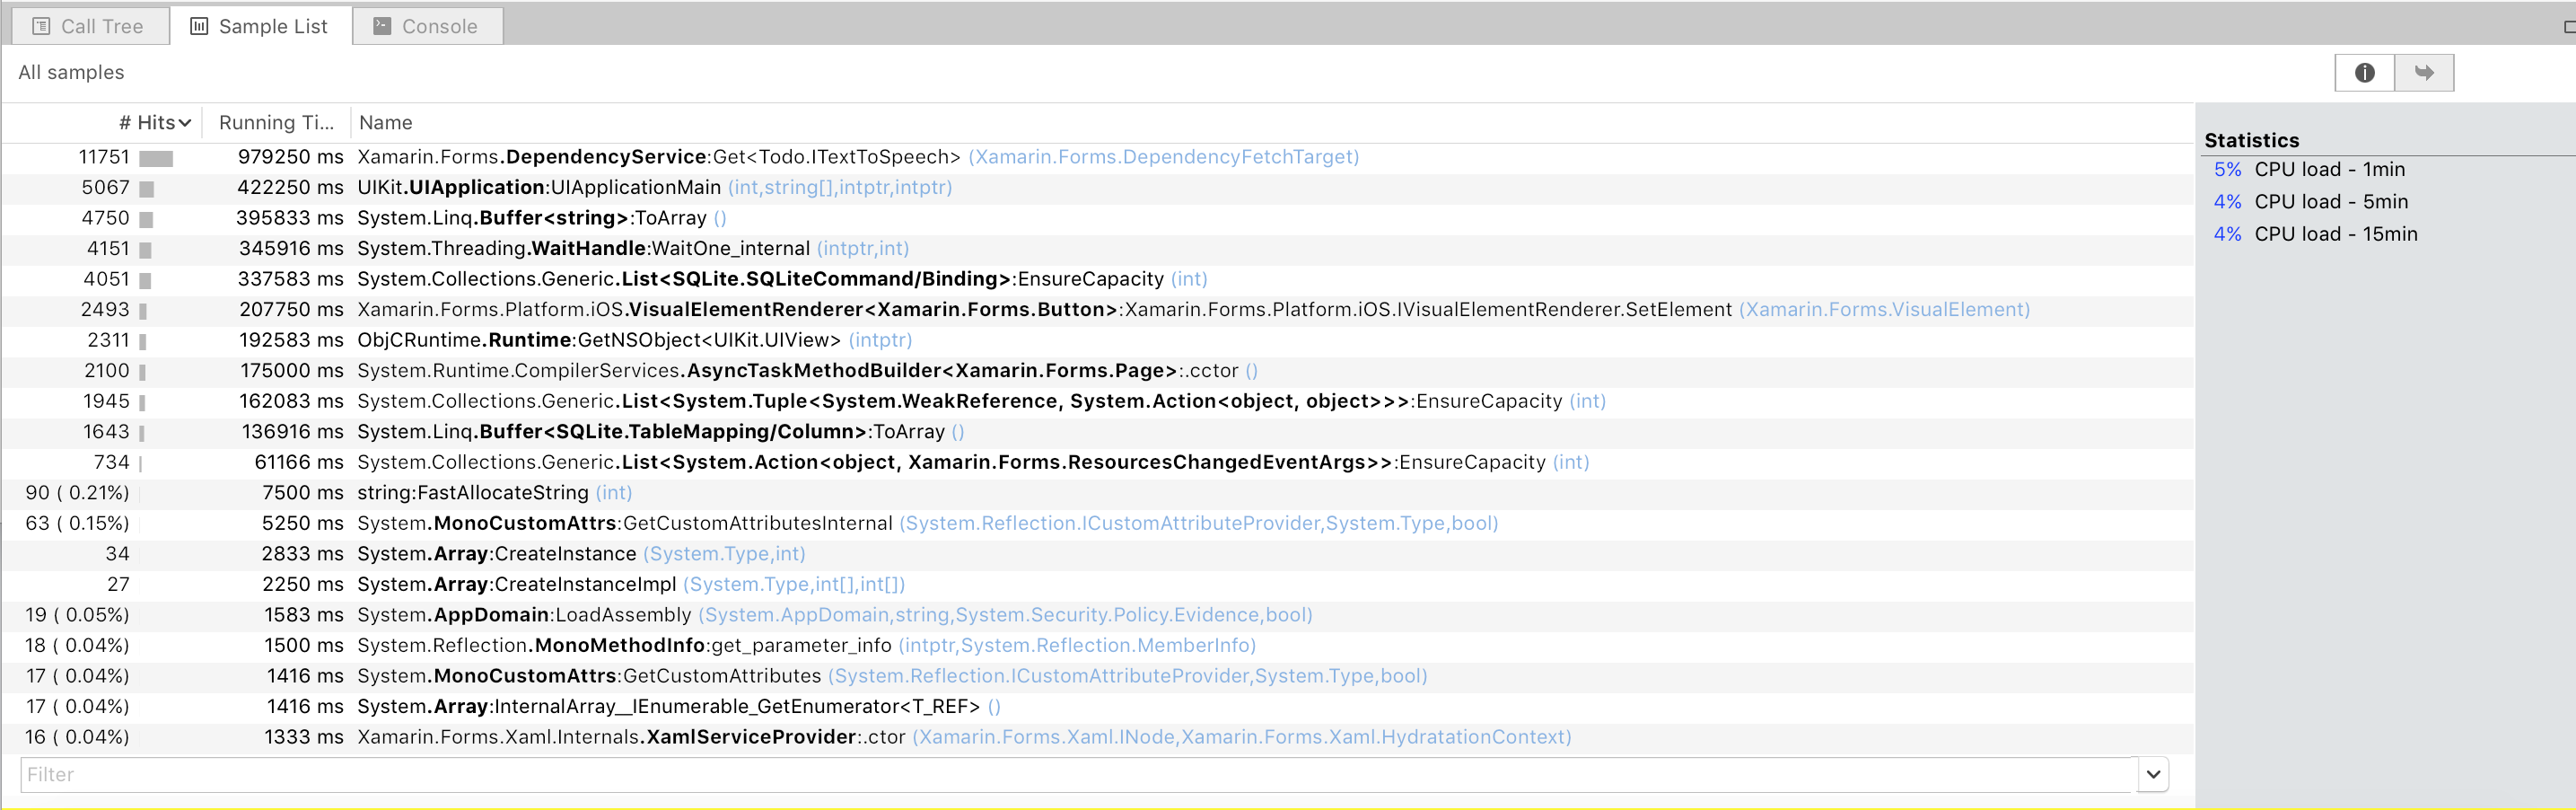 Call Tree Sample List Console
All samples
# Hits Running Ti... Name
11751 979250 ms Xamarin.Forms.DependencyService:Get<Todo.ITextToSpeech> (Xamarin.Forms.DependencyFetchTarget)
5067 422250 ms UIKit.UIApplication:UIApplicationMain (int,string[],intptr,intptr)
4750 395833 ms System.Linq.Buffer<string>:ToArray ()
4151 345916 ms System.Threading.WaitHandle:WaitOne_internal (intptr,int)
4051 337583 ms System.Collections.Generic.List<SQLite.SQLiteCommand/Binding>:EnsureCapacity (int)
2493 207750 ms Xamarin.Forms.Platform.iOS.VisualElementRenderer<Xamarin.Forms.Button>:Xamarin.Forms.Platform.iOS.IVisualElementRenderer.SetElement (Xamarin.Forms.VisualElement)
2311 192583 ms ObjCRuntime.Runtime:GetNSObject<UIKit.UIView> (intptr)
2100 175000 ms System.Runtime.CompilerServices.AsyncTaskMethodBuilder<Xamarin.Forms.Page>:.cctor ()
1945 162083 ms System.Collections.Generic.List<System.Tuple<System.WeakReference, System.Action<object, object>>>:EnsureCapacity (int)
1643 136916 ms System.Linq.Buffer<SQLite.TableMapping/Column>:ToArray ()
734 61166 ms System.Collections.Generic.List<System.Action<object, Xamarin.Forms.ResourcesChangedEventArgs>>:EnsureCapacity (int)
90 ( 0.21%) 7500 ms string:FastAllocateString (int)
63 ( 0.15%) 5250 ms System.MonoCustomAttrs:GetCustomAttributesInternal (System.Reflection.ICustomAttributeProvider,System.Type,bool)
34 2833 ms System.Array:CreateInstance (System.Type,int)
27 2250 ms System.Array:CreateInstanceImpl (System.Type,int[],int[])
19 ( 0.05%) 1583 ms System.AppDomain:LoadAssembly (System.AppDomain,string,System.Security.Policy.Evidence,bool)
18 ( 0.04%) 1500 ms System.Reflection.MonoMethodInfo:get_parameter_info (intptr,System.Reflection.MemberInfo)
17 ( 0.04%) 1416 ms System.MonoCustomAttrs:GetCustomAttributes (System.Reflection.ICustomAttributeProvider,System.Type,bool)
17 ( 0.04%) 1416 ms System.Array:InternalArray__IEnumerable_GetEnumerator<T_REF> ()
16 ( 0.04%) 1333 ms Xamarin.Forms.Xaml.Internals.XamlServiceProvider:.ctor (Xamarin.Forms.Xaml.INode,Xamarin.Forms.Xaml.HydratationContext)
Filter
Statistics
5% CPU load - 1min
4% CPU load - 5min
4% CPU load - 15min